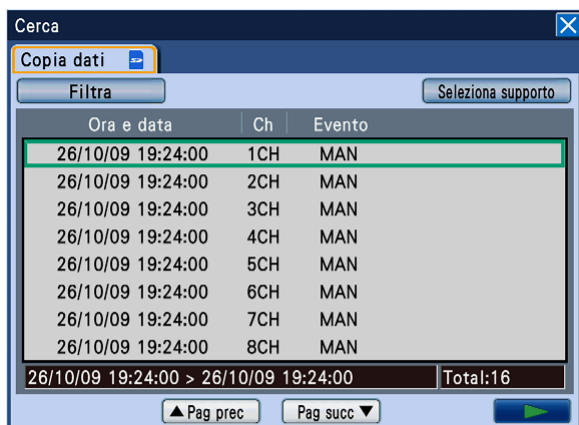 Cerca
Copia dati
Filtra Seleziona supporto
Ora e data Ch Evento
26/10/09 19:24:00 1CH MAN
26/10/09 19:24:00 2CH MAN
26/10/09 19:24:00 3CH MAN
26/10/09 19:24:00 4CH MAN
26/10/09 19:24:00 5CH MAN
26/10/09 19:24:00 6CH MAN
26/10/09 19:24:00 7CH MAN
26/10/09 19:24:00 8CH MAN
26/10/09 19:24:00 > 26/10/09 19:24:00 Total:16
▲ Pag prec Pag succ ▼